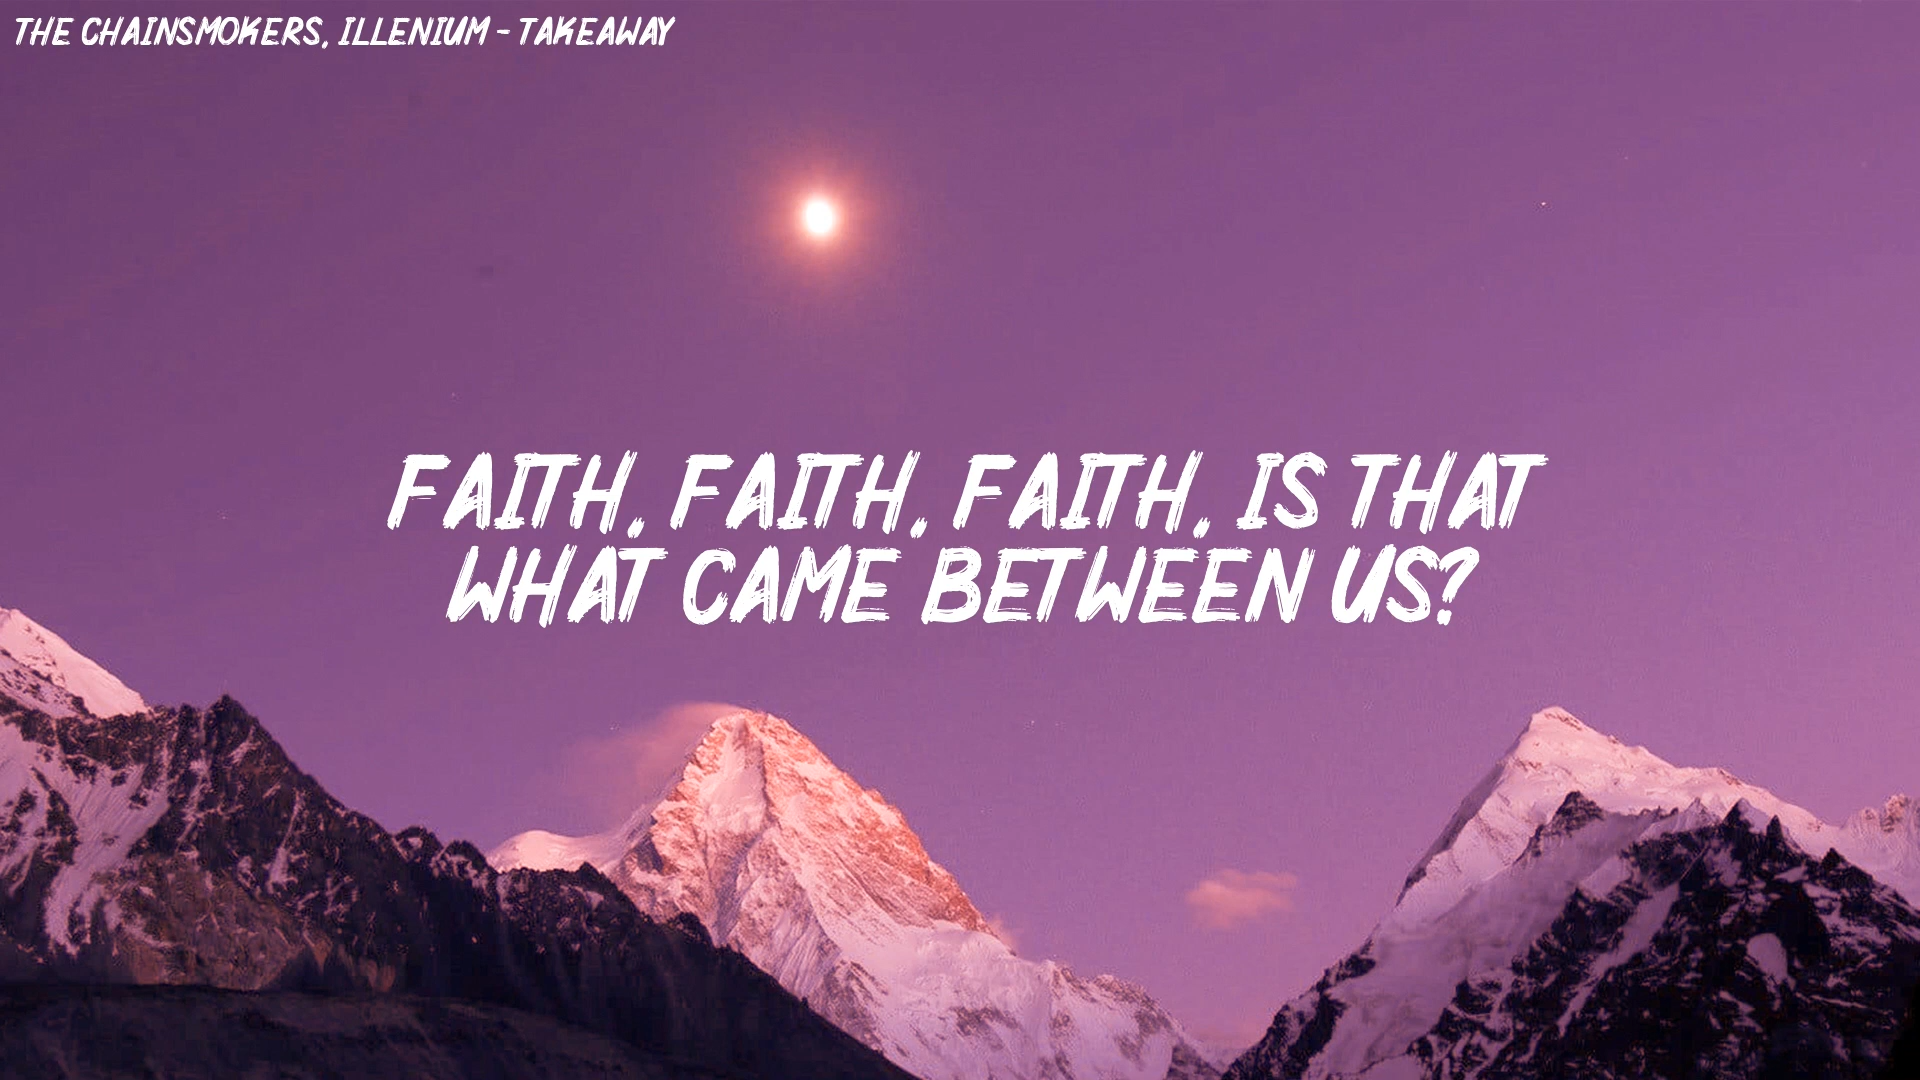 THE CHAINSMOKERS, ILLENIUM - TAKEAWAY
FAITH, FAITH, FAITH, IS THAT
WHAT CAME BETWEEN US?